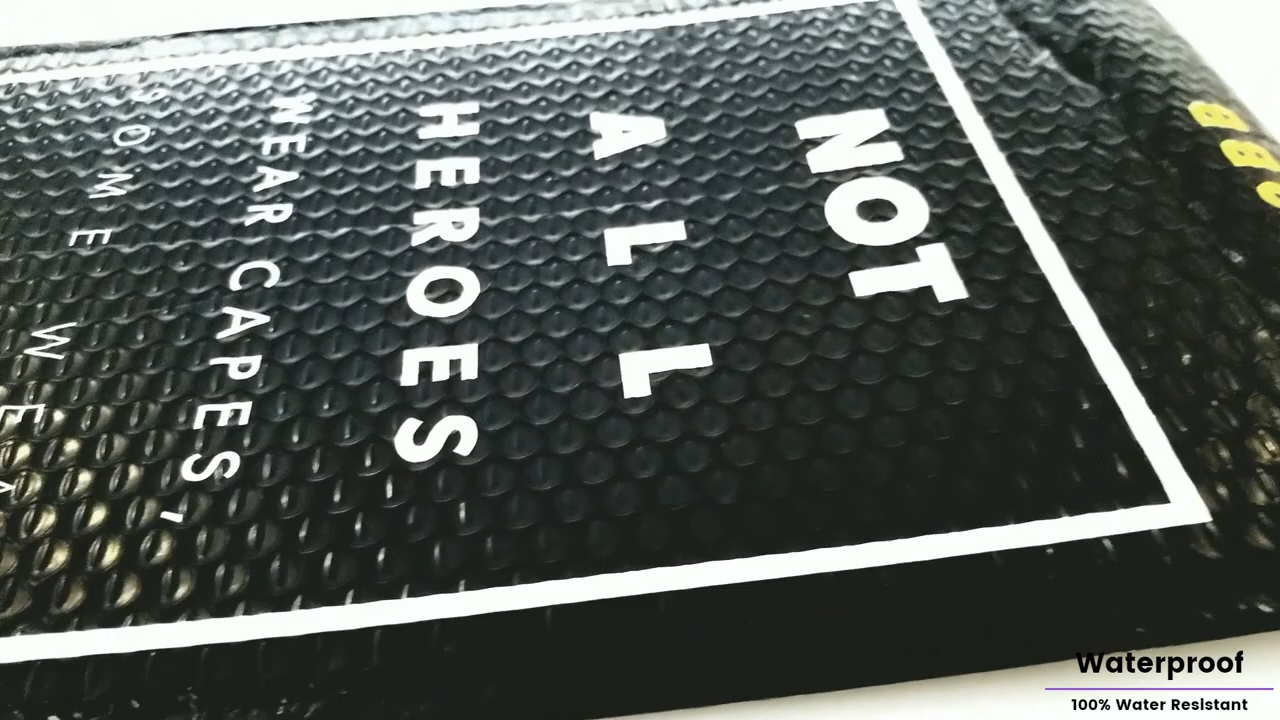 NOT
ALL
HEROES
WEAR CAPES,
SOME
Waterproof
100% Water Resistant